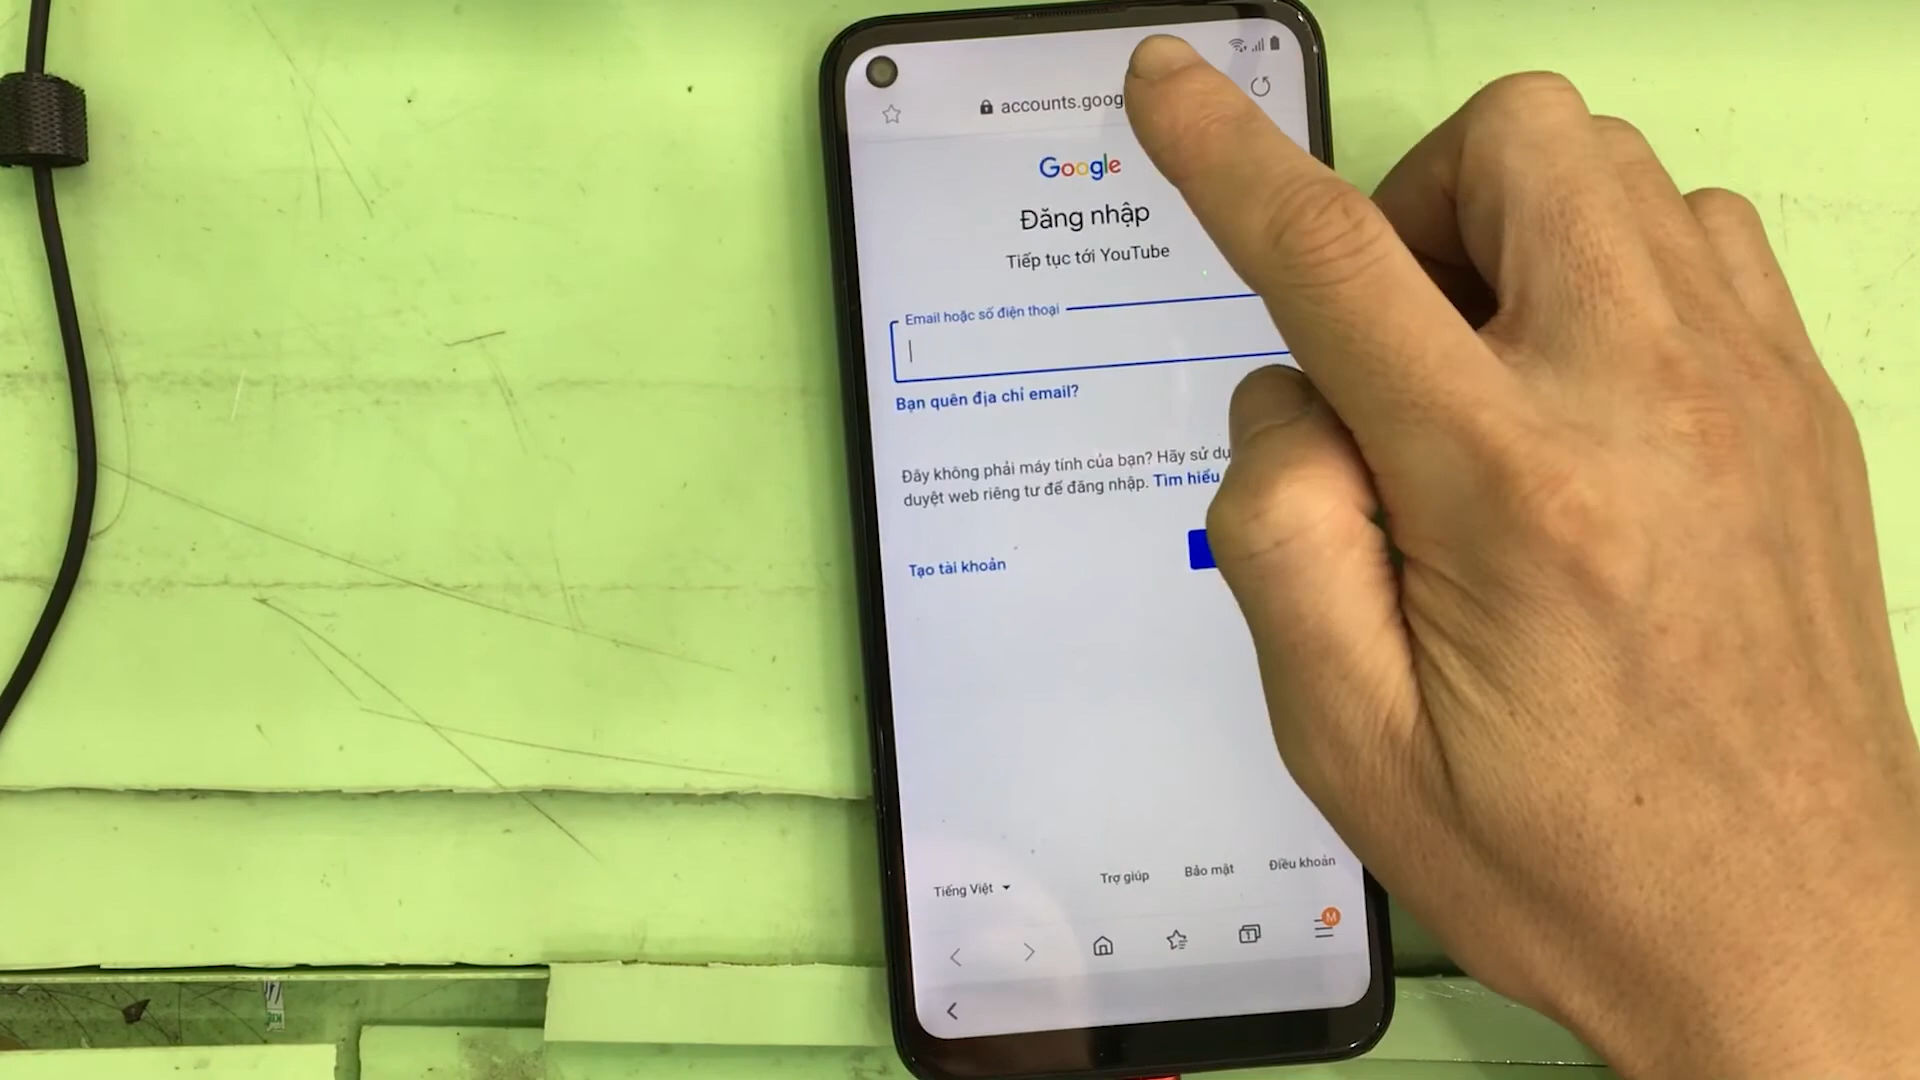 accounts.goog
Google
Đăng nhập
Tiếp tục tới YouTube
Email hoặc số điện thoại
Bạn quên địa chỉ email?
Đây không phải máy tính của bạn? Hãy sử
duyệt web riêng tư để đăng nhập. Tìm hiểu
Tạo tài khoản
Tiếng Việt
Trợ giúp
Bảo mật
Điều khoản
1
M